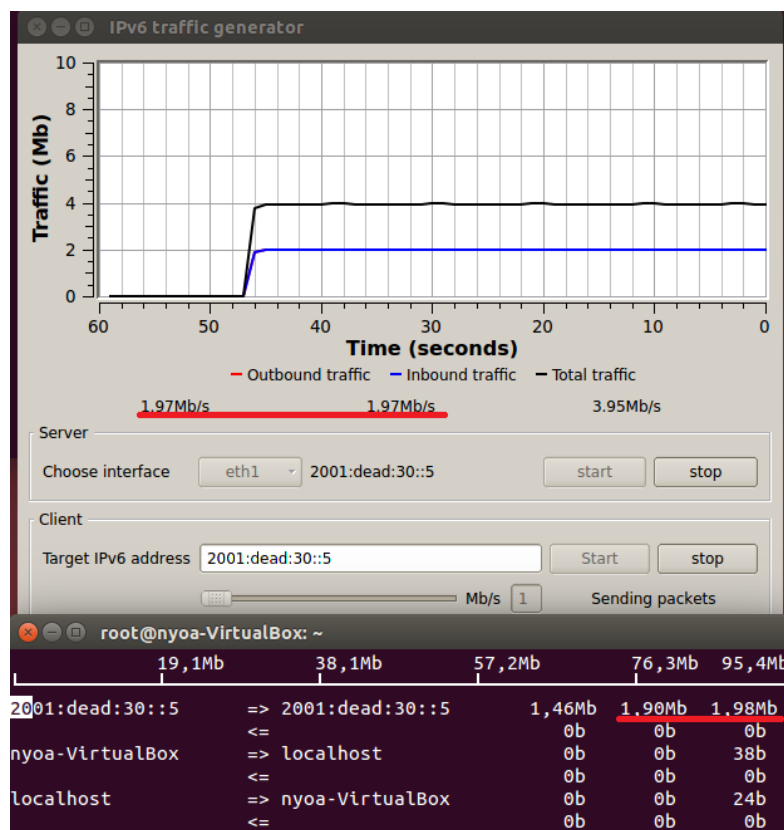 IPv6 traffic generator
10
8
6
4
2
0
Traffic (Mb)
60 50 40 30 20 10 0
Time (seconds)
Outbound traffic Inbound traffic Total traffic
1.97Mb/s 1.97Mb/s 3.95Mb/s
Server
Choose interface eth1 2001:dead:30::5 start stop
Client
Target IPv6 address 2001:dead:30::5 Start stop
Mb/s 1 Sending packets
root@nyoa-VirtualBox: ~
19,1Mb 38,1Mb 57,2Mb 76,3Mb 95,4Mb
2001:dead:30::5 => 2001:dead:30::5 1,46Mb 1,90Mb 1,98Mb
<= 0b 0b 0b
nyoa-VirtualBox => localhost 0b 0b 38b
<= 0b 0b 0b
localhost => nyoa-VirtualBox 0b 0b 24b
<= 0b 0b 0b